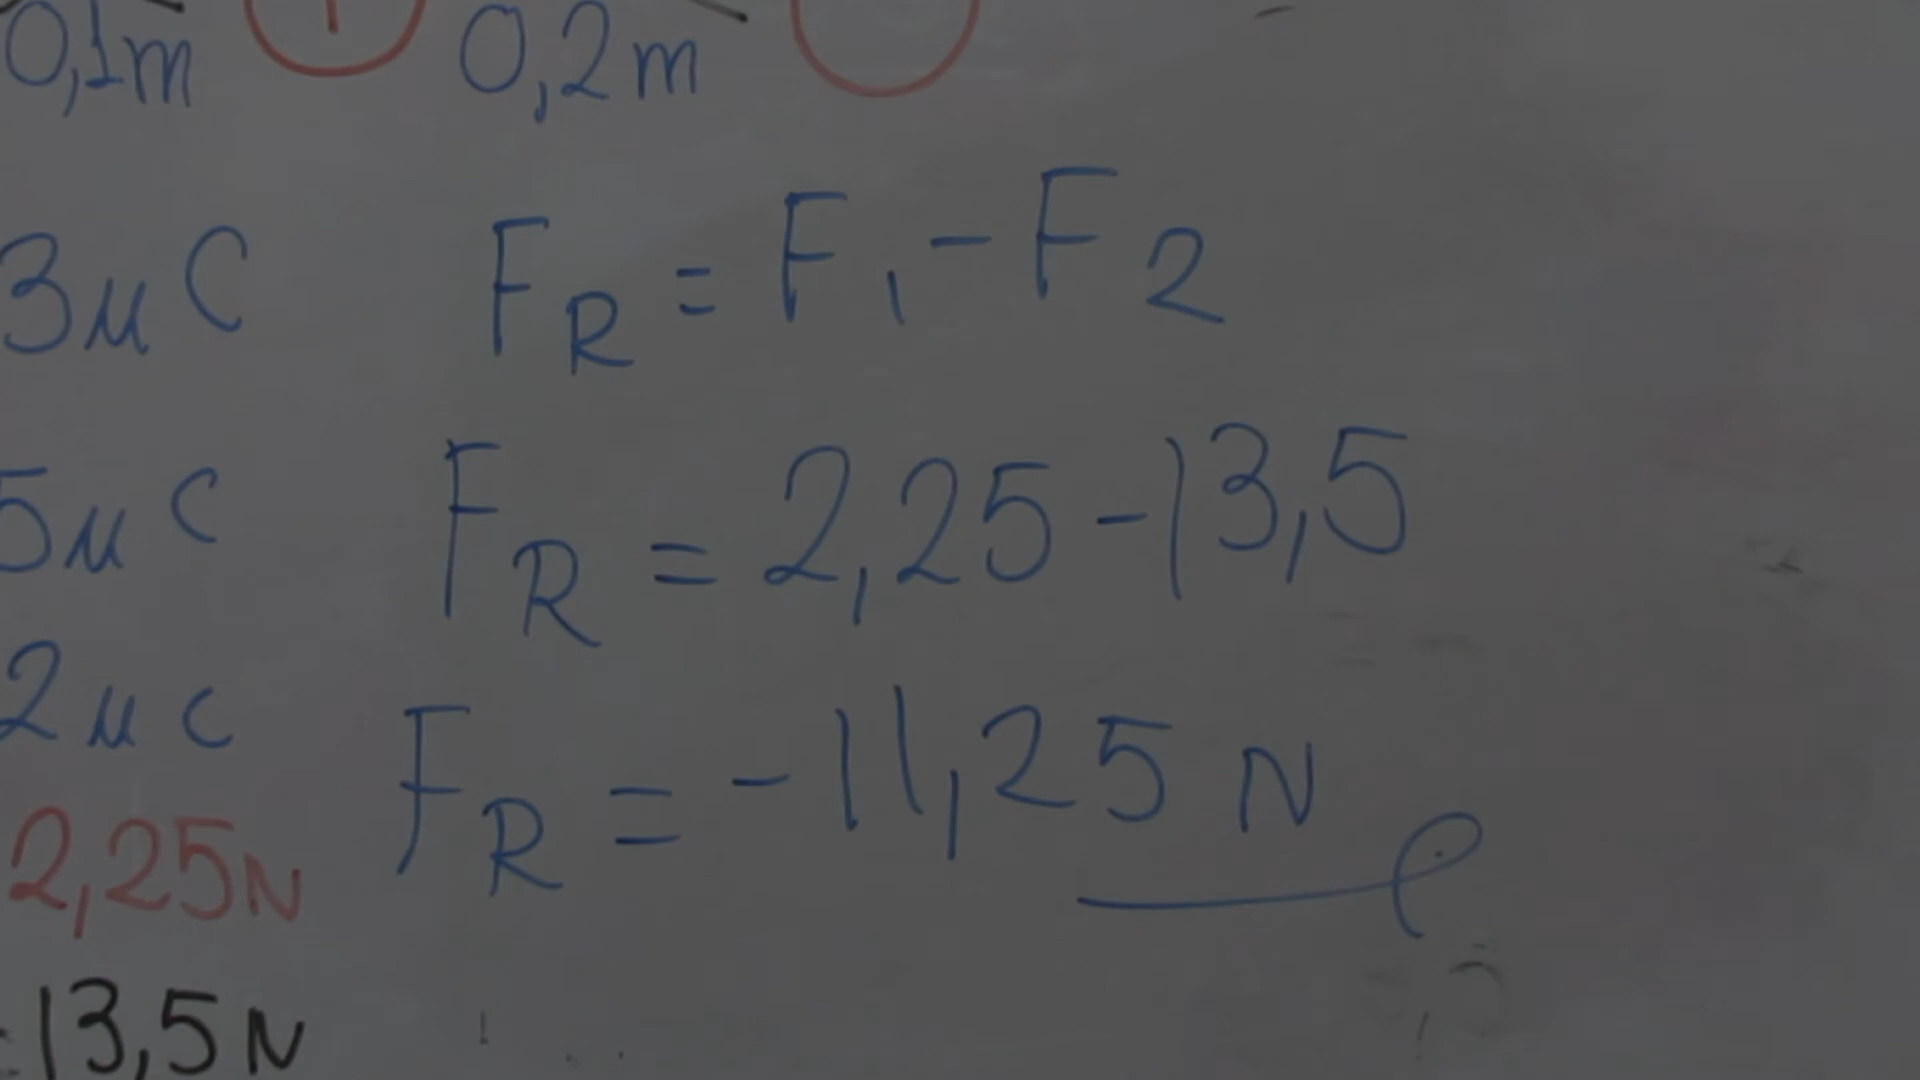 0,1m 0,2m
3μC F_R = F_1 - F_2
5μC F_R = 2,25 - 13,5
2μc F_R = -11,25 N
2,25N
13,5N